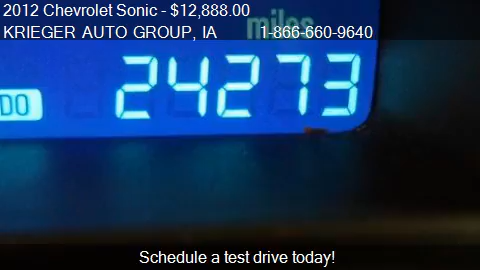 2012 Chevrolet Sonic - $12,888.00
KRIEGER AUTO GROUP, IA 1-866-660-9640
miles
DO 24273
Schedule a test drive today!